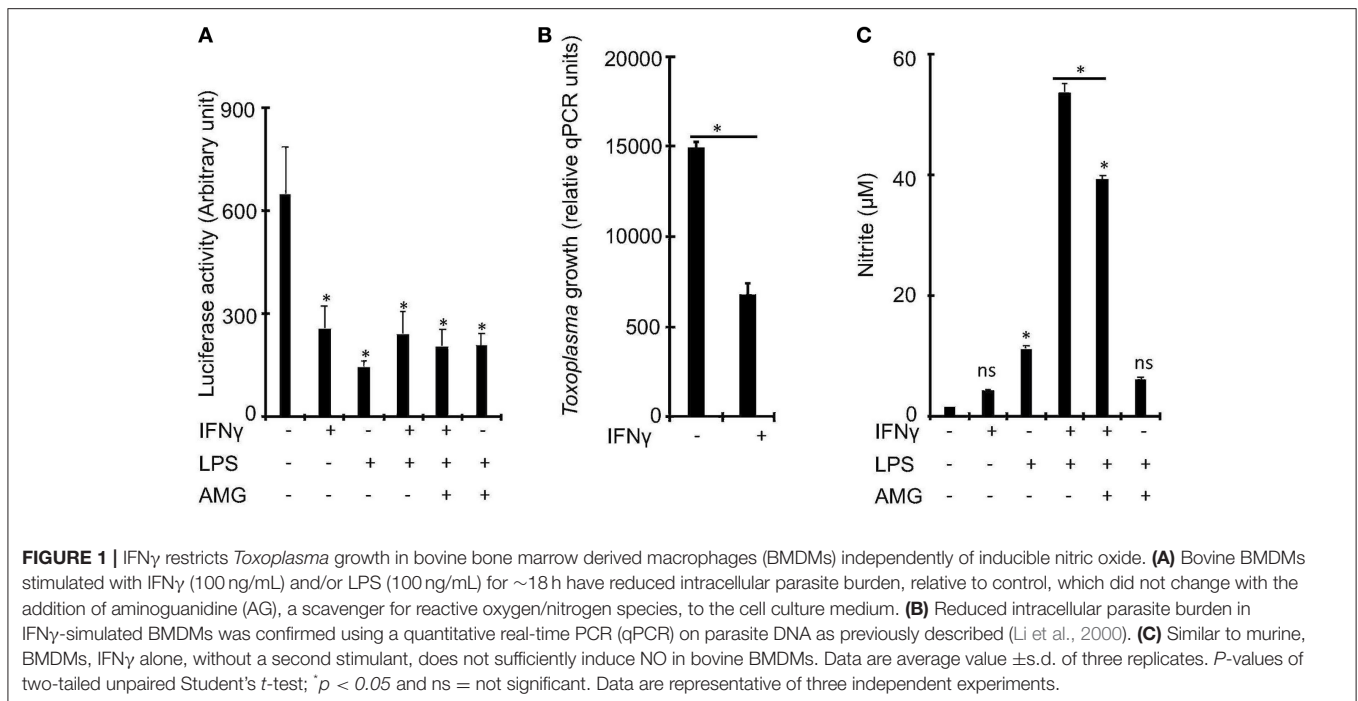 A
Luciferase activity (Arbitrary unit)
900
600
300
0
*
*
*
*
*
IFNγ - + - + + -
LPS - - + + + +
AMG - - - - + +
B
Toxoplasma growth (relative qPCR units)
20000
15000
10000
500
0
*
IFNγ - +
C
Nitrite (µM)
60
40
20
0
ns
*
*
*
ns
IFNγ - + - + + -
LPS - - + + + +
AMG - - - - + +
FIGURE 1 | IFNγ restricts Toxoplasma growth in bovine bone marrow derived macrophages (BMDMs) independently of inducible nitric oxide. (A) Bovine BMDMs
stimulated with IFNγ (100 ng/mL) and/or LPS (100 ng/mL) for ∼18 h have reduced intracellular parasite burden, relative to control, which did not change with the
addition of aminoguanidine (AG), a scavenger for reactive oxygen/nitrogen species, to the cell culture medium. (B) Reduced intracellular parasite burden in
IFNγ-simulated BMDMs was confirmed using a quantitative real-time PCR (qPCR) on parasite DNA as previously described (Li et al., 2000). (C) Similar to murine,
BMDMs, IFNγ alone, without a second stimulant, does not sufficiently induce NO in bovine BMDMs. Data are average value ±s.d. of three replicates. P-values of
two-tailed unpaired Student's t-test; *p < 0.05 and ns = not significant. Data are representative of three independent experiments.